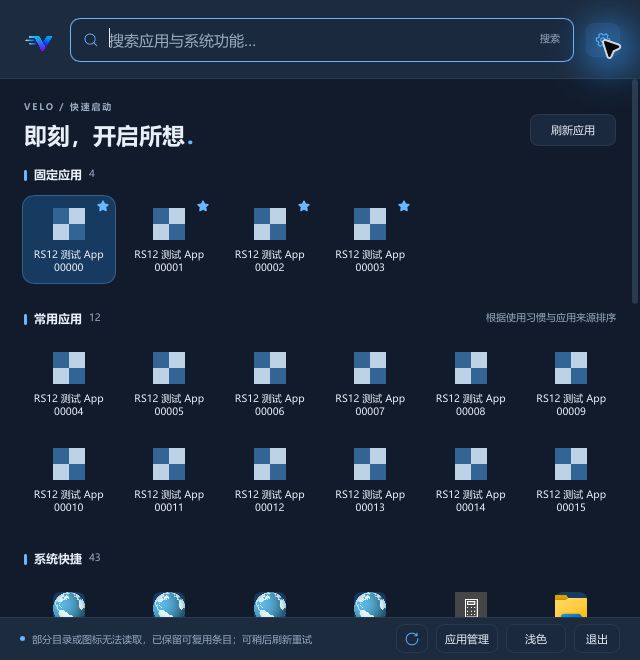 搜索应用与系统功能...
搜索
VELO / 快速启动
即刻，开启所想.
刷新应用
固定应用 4
RS12 测试 App 00000
RS12 测试 App 00001
RS12 测试 App 00002
RS12 测试 App 00003
常用应用 12
根据使用习惯与应用来源排序
RS12 测试 App 00004
RS12 测试 App 00005
RS12 测试 App 00006
RS12 测试 App 00007
RS12 测试 App 00008
RS12 测试 App 00009
RS12 测试 App 00010
RS12 测试 App 00011
RS12 测试 App 00012
RS12 测试 App 00013
RS12 测试 App 00014
RS12 测试 App 00015
系统快捷 43
部分目录或图标无法读取，已保留可复用条目；可稍后刷新重试
应用管理
浅色
退出